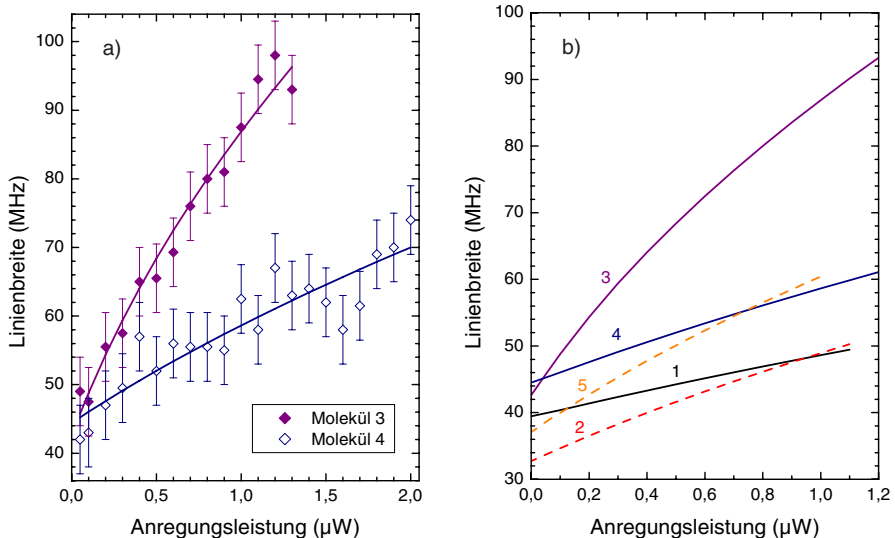 a)
100
90
80
70
60
50
40
Linienbreite (MHz)
Molekül 3
Molekül 4
0,0 0,5 1,0 1,5 2,0
Anregungsleistung (µW)
b)
100
90
80
70
60
50
40
30
Linienbreite (MHz)
3
4
1
5
2
0,0 0,2 0,4 0,6 0,8 1,0 1,2
Anregungsleistung (µW)